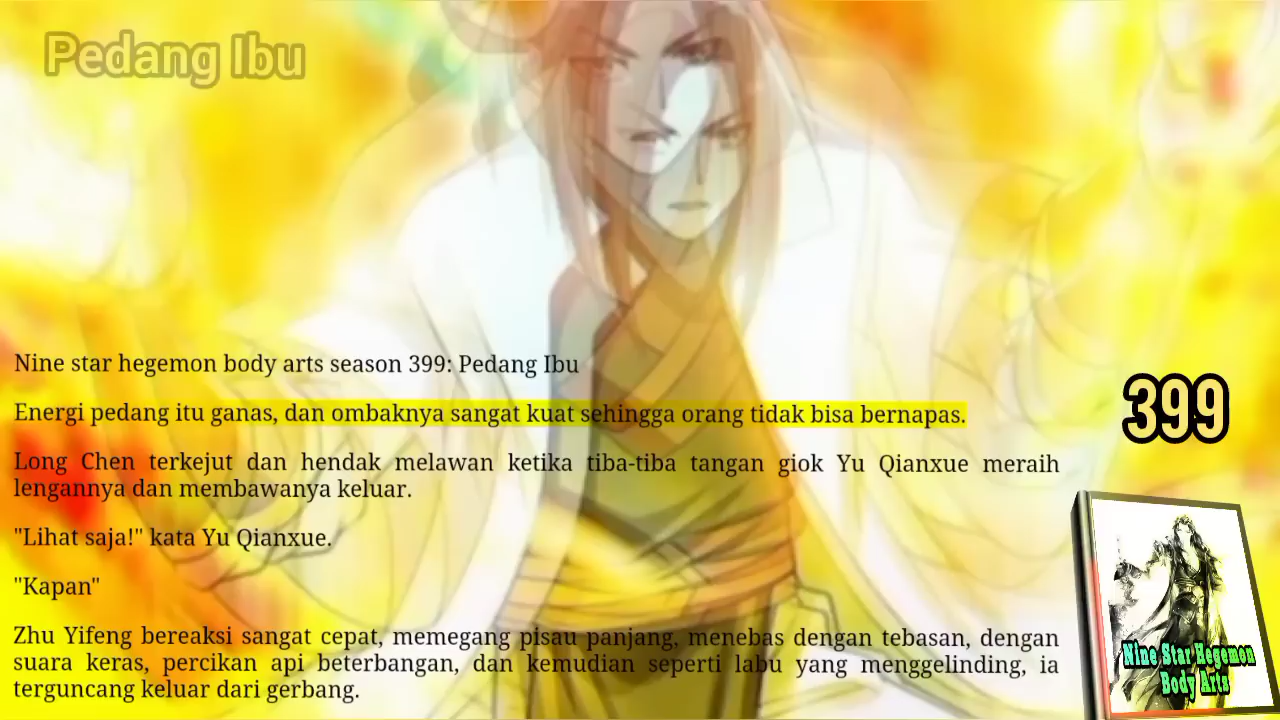 Pedang Ibu
Nine star hegemon body arts season 399: Pedang Ibu
Energi pedang itu ganas, dan ombaknya sangat kuat sehingga orang tidak bisa bernapas.
Long Chen terkejut dan hendak melawan ketika tiba-tiba tangan giok Yu Qianxue meraih
lengannya dan membawanya keluar.
"Lihat saja!" kata Yu Qianxue.
"Kapan"
Zhu Yifeng bereaksi sangat cepat, memegang pisau panjang, menebas dengan tebasan, dengan
suara keras, percikan api beterbangan, dan kemudian seperti labu yang menggelinding, ia
terguncang keluar dari gerbang.
399
Nine Star Hegemon
Body Arts